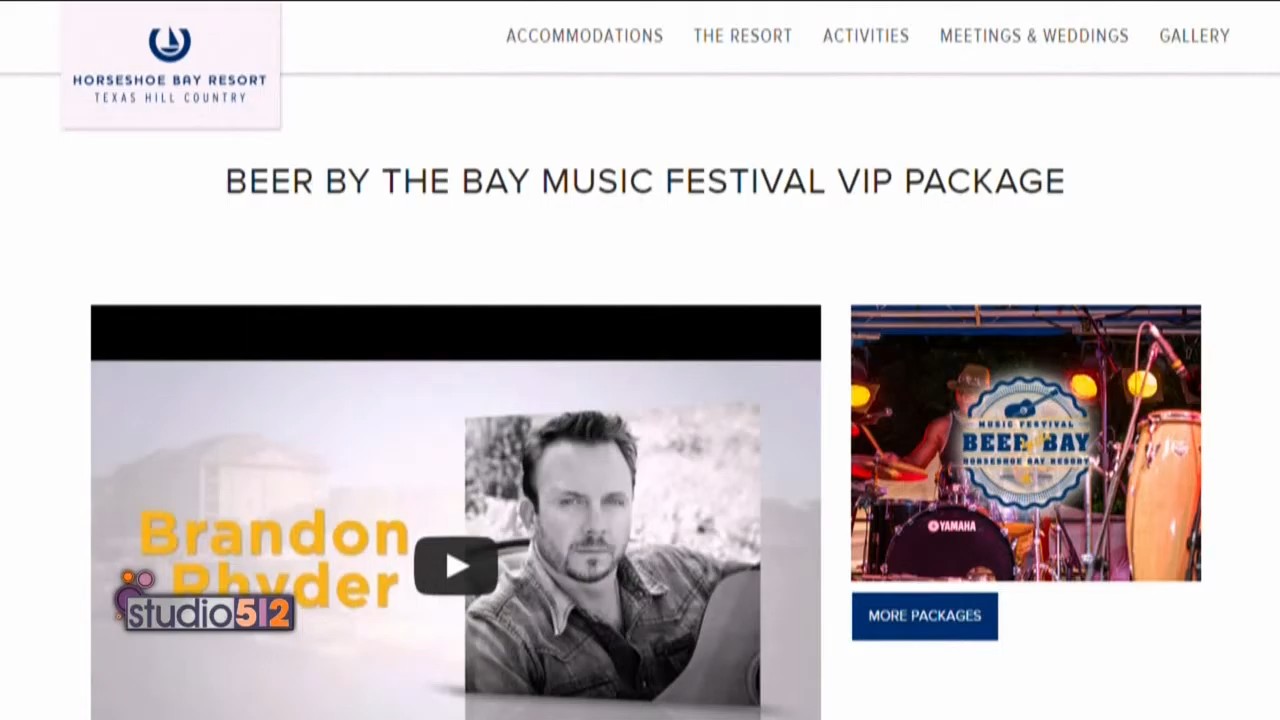 ACCOMMODATIONS THE RESORT ACTIVITIES MEETINGS & WEDDINGS GALLERY
HORSESHOE BAY RESORT
TEXAS HILL COUNTRY
BEER BY THE BAY MUSIC FESTIVAL VIP PACKAGE
Brandon
Rhyder
studio512
MUSIC FESTIVAL
BEER BAY
HORSESHOE BAY RESORT
YAMAHA
MORE PACKAGES